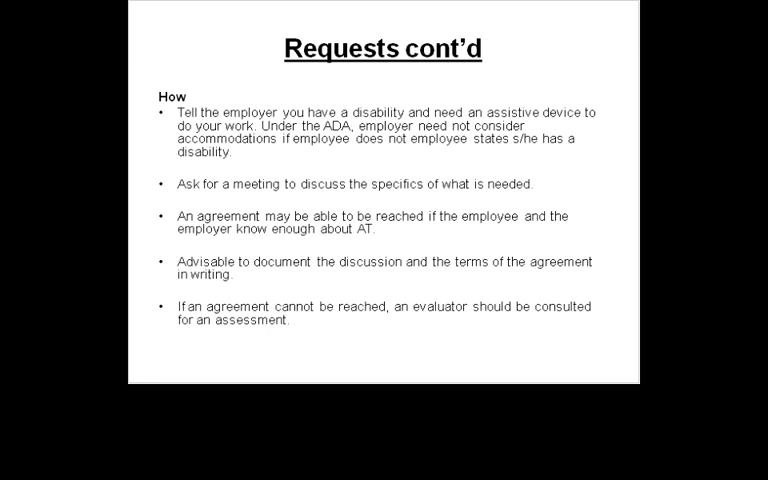 Requests cont’d
How
• Tell the employer you have a disability and need an assistive device to
do your work. Under the ADA, employer need not consider
accommodations if employee does not employee states s/he has a
disability.
• Ask for a meeting to discuss the specifics of what is needed.
• An agreement may be able to be reached if the employee and the
employer know enough about AT.
• Advisable to document the discussion and the terms of the agreement
in writing.
• If an agreement cannot be reached, an evaluator should be consulted
for an assessment.